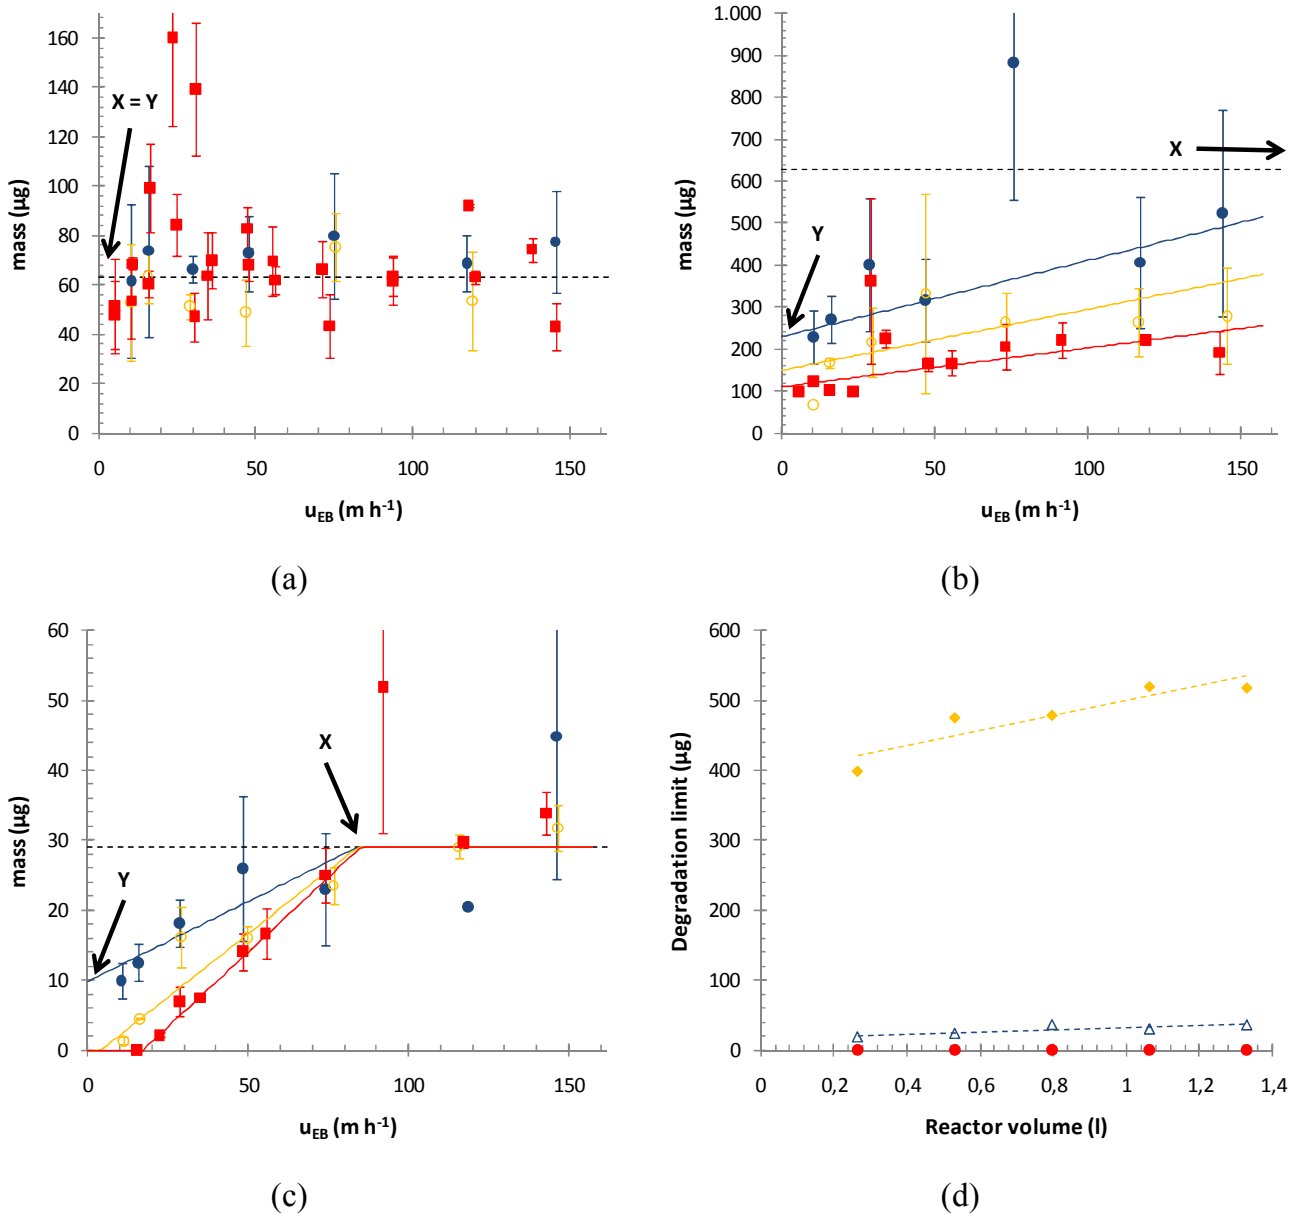 160
140
120
100
80
60
40
20
0
mass (µg)
X = Y
0 50 100 150
u_EB (m h⁻¹)
(a)
1.000
900
800
700
600
500
400
300
200
100
0
mass (µg)
X
Y
0 50 100 150
u_EB (m h⁻¹)
(b)
60
50
40
30
20
10
0
mass (µg)
X
Y
0 50 100 150
u_EB (m h⁻¹)
(c)
600
500
400
300
200
100
0
Degradation limit (µg)
0 0,2 0,4 0,6 0,8 1 1,2 1,4
Reactor volume (l)
(d)